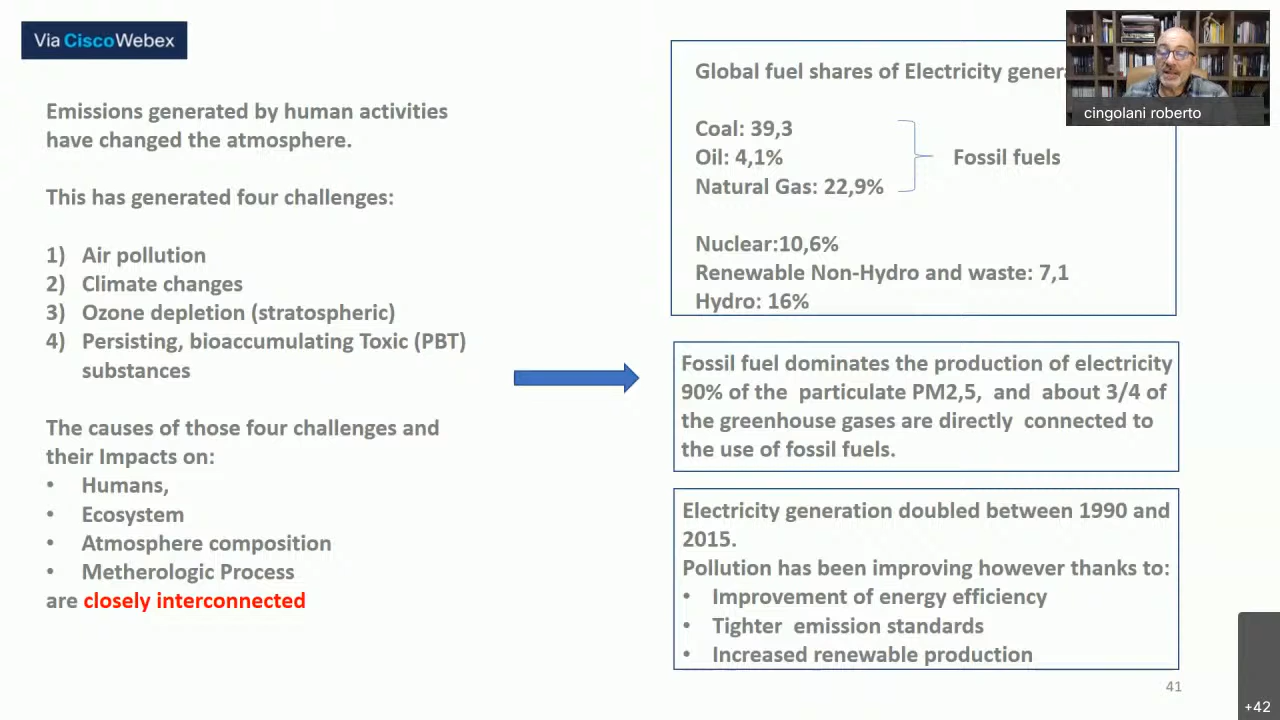 Via CiscoWebex
Emissions generated by human activities
have changed the atmosphere.
This has generated four challenges:
1) Air pollution
2) Climate changes
3) Ozone depletion (stratospheric)
4) Persisting, bioaccumulating Toxic (PBT)
substances
The causes of those four challenges and
their Impacts on:
• Humans,
• Ecosystem
• Atmosphere composition
• Metherologic Process
are closely interconnected
Global fuel shares of Electricity gener
Coal: 39,3
Oil: 4,1%
Natural Gas: 22,9%
Fossil fuels
Nuclear:10,6%
Renewable Non-Hydro and waste: 7,1
Hydro: 16%
Fossil fuel dominates the production of electricity
90% of the particulate PM2,5, and about 3/4 of
the greenhouse gases are directly connected to
the use of fossil fuels.
Electricity generation doubled between 1990 and
2015.
Pollution has been improving however thanks to:
• Improvement of energy efficiency
• Tighter emission standards
• Increased renewable production
41
cingolani roberto
+42